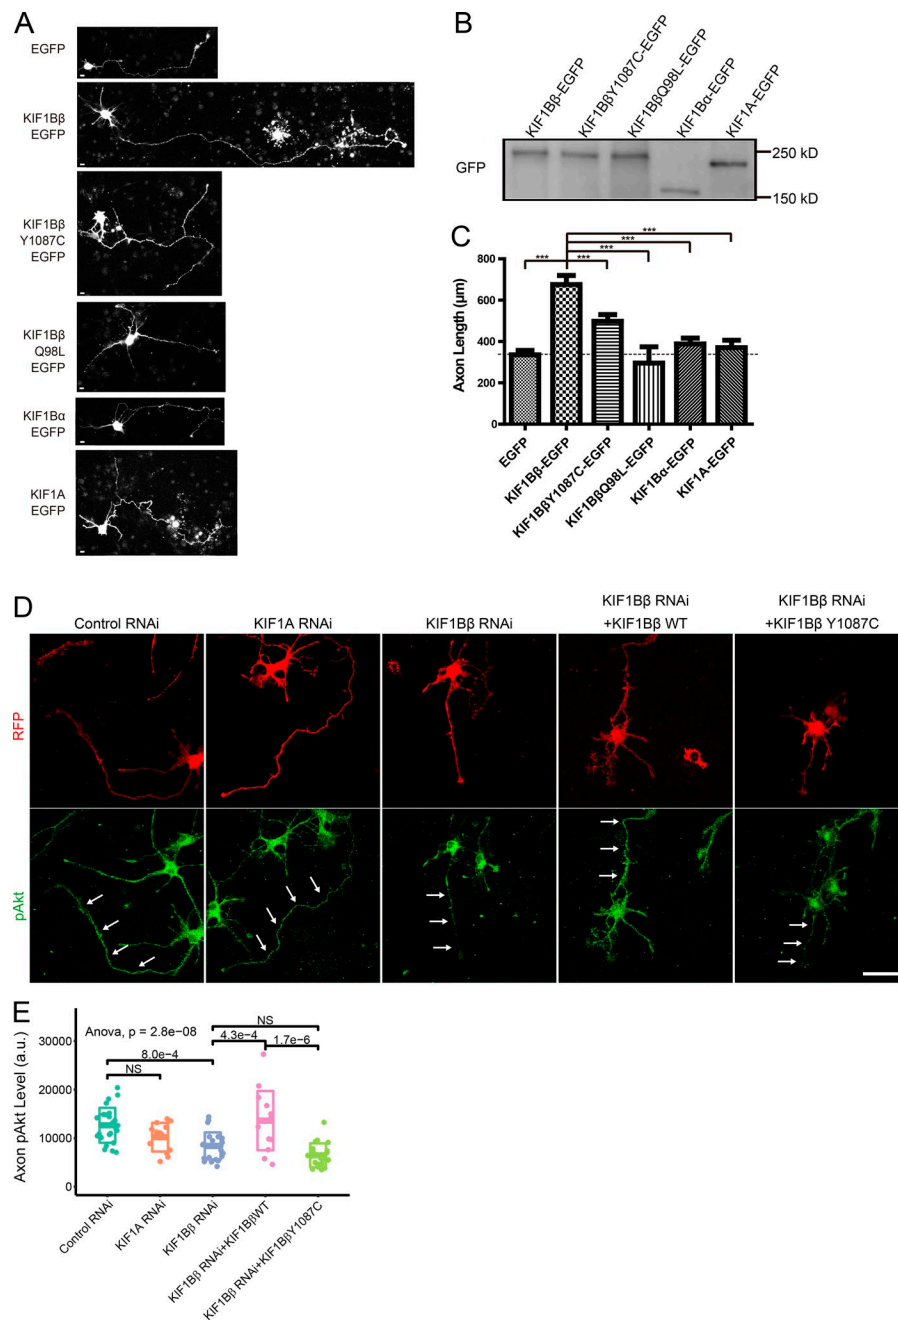 A
EGFP
KIF1Bβ
EGFP
KIF1Bβ
Y1087C
EGFP
KIF1Bβ
Q98L
EGFP
KIF1Bα
EGFP
KIF1A
EGFP
B
KIF1Bβ-EGFP
KIF1BβY1087C-EGFP
KIF1BβQ98L-EGFP
KIF1Bα-EGFP
KIF1A-EGFP
GFP
250 kD
150 kD
C
***
***
***
*** ***
Axon Length (μm)
800
600
400
200
0
EGFP
KIF1Bβ-EGFP
KIF1BβY1087C-EGFP
KIF1BβQ98L-EGFP
KIF1Bα-EGFP
KIF1A-EGFP
D
Control RNAi
KIF1A RNAi
KIF1Bβ RNAi
KIF1Bβ RNAi
+KIF1Bβ WT
KIF1Bβ RNAi
+KIF1Bβ Y1087C
RFP
pAkt
E
Axon pAkt Level (a.u.)
Anova, p = 2.8e−08
NS
4.3e−4
1.7e−6
8.0e−4
NS
30000
20000
10000
0
Control RNAi
KIF1A RNAi
KIF1Bβ RNAi
KIF1Bβ RNAi+KIF1BβWT
KIF1Bβ RNAi+KIF1BβY1087C